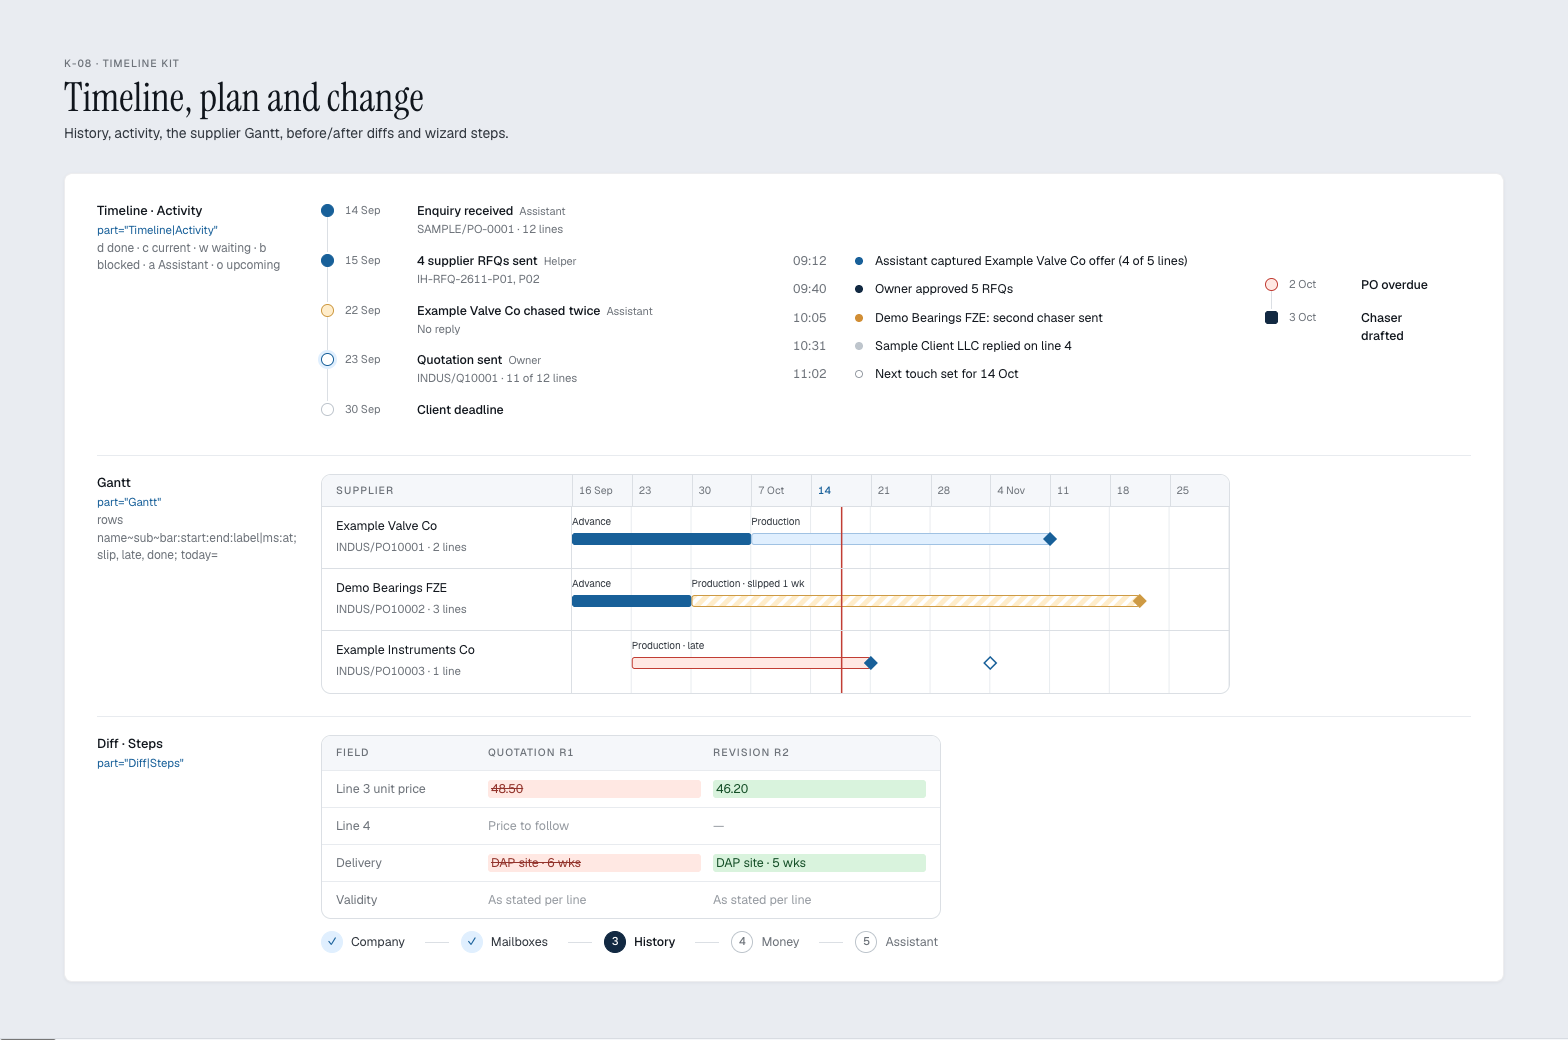 K-08 · TIMELINE KIT
Timeline, plan and change
History, activity, the supplier Gantt, before/after diffs and wizard steps.
Timeline · Activity
part="Timeline|Activity"
d done · c current · w waiting · b
blocked · a Assistant · o upcoming
14 Sep
Enquiry received Assistant
SAMPLE/PO-0001 · 12 lines
15 Sep
4 supplier RFQs sent Helper
IH-RFQ-2611-P01, P02
22 Sep
Example Valve Co chased twice Assistant
No reply
23 Sep
Quotation sent Owner
INDUS/Q10001 · 11 of 12 lines
30 Sep
Client deadline
09:12 Assistant captured Example Valve Co offer (4 of 5 lines)
09:40 Owner approved 5 RFQs
10:05 Demo Bearings FZE: second chaser sent
10:31 Sample Client LLC replied on line 4
11:02 Next touch set for 14 Oct
2 Oct PO overdue
3 Oct Chaser
drafted
Gantt
part="Gantt"
rows
name~sub~bar:start:end:label|ms:at;
slip, late, done; today=
SUPPLIER 16 Sep 23 30 7 Oct 14 21 28 4 Nov 11 18 25
Example Valve Co
INDUS/PO10001 · 2 lines
Advance Production
Demo Bearings FZE
INDUS/PO10002 · 3 lines
Advance Production · slipped 1 wk
Example Instruments Co
INDUS/PO10003 · 1 line
Production · late
Diff · Steps
part="Diff|Steps"
FIELD QUOTATION R1 REVISION R2
Line 3 unit price 48.50 46.20
Line 4 Price to follow —
Delivery DAP site · 6 wks DAP site · 5 wks
Validity As stated per line As stated per line
✓ Company ✓ Mailboxes 3 History 4 Money 5 Assistant